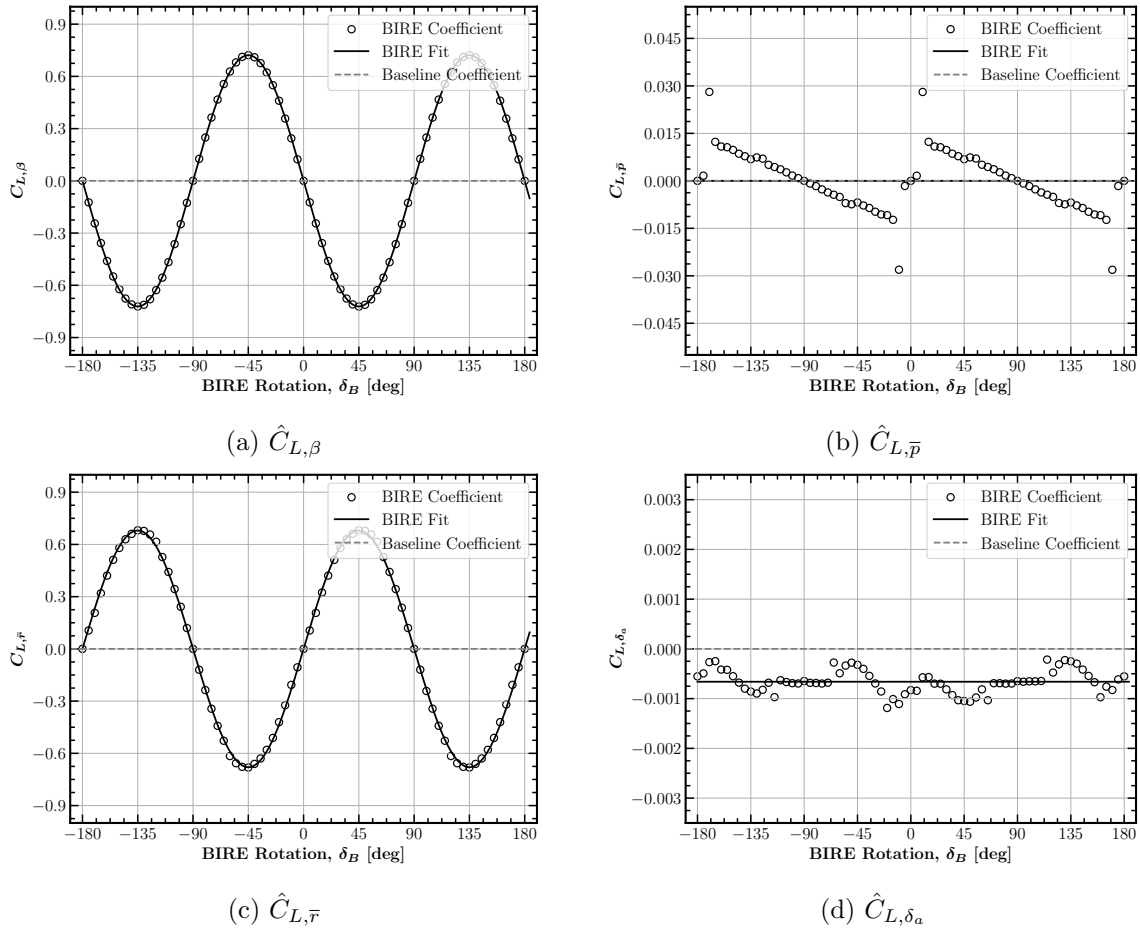 0.9
0.6
0.3
0.0
−0.3
−0.6
−0.9
C_{L,β}
BIRE Coefficient
BIRE Fit
Baseline Coefficient
−180 −135 −90 −45 0 45 90 135 180
BIRE Rotation, δ_B [deg]
(a) Ĉ_{L,β}
0.045
0.030
0.015
0.000
−0.015
−0.030
−0.045
C_{L,p̄}
BIRE Coefficient
BIRE Fit
Baseline Coefficient
−180 −135 −90 −45 0 45 90 135 180
BIRE Rotation, δ_B [deg]
(b) Ĉ_{L,p̄}
0.9
0.6
0.3
0.0
−0.3
−0.6
−0.9
C_{L,r̄}
BIRE Coefficient
BIRE Fit
Baseline Coefficient
−180 −135 −90 −45 0 45 90 135 180
BIRE Rotation, δ_B [deg]
(c) Ĉ_{L,r̄}
0.003
0.002
0.001
0.000
−0.001
−0.002
−0.003
C_{L,δ_a}
BIRE Coefficient
BIRE Fit
Baseline Coefficient
−180 −135 −90 −45 0 45 90 135 180
BIRE Rotation, δ_B [deg]
(d) Ĉ_{L,δ_a}